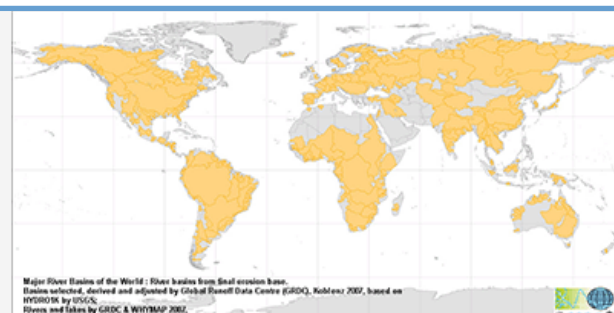 Major River Basins of the World : River basins from final erosion base.
Basins selected, derived and adjusted by Global Runoff Data Centre (GRDC), Koblenz 2007, based on
HYDRO1K by USGS;
Rivers and lakes by GRDC & WHYMAP 2007.